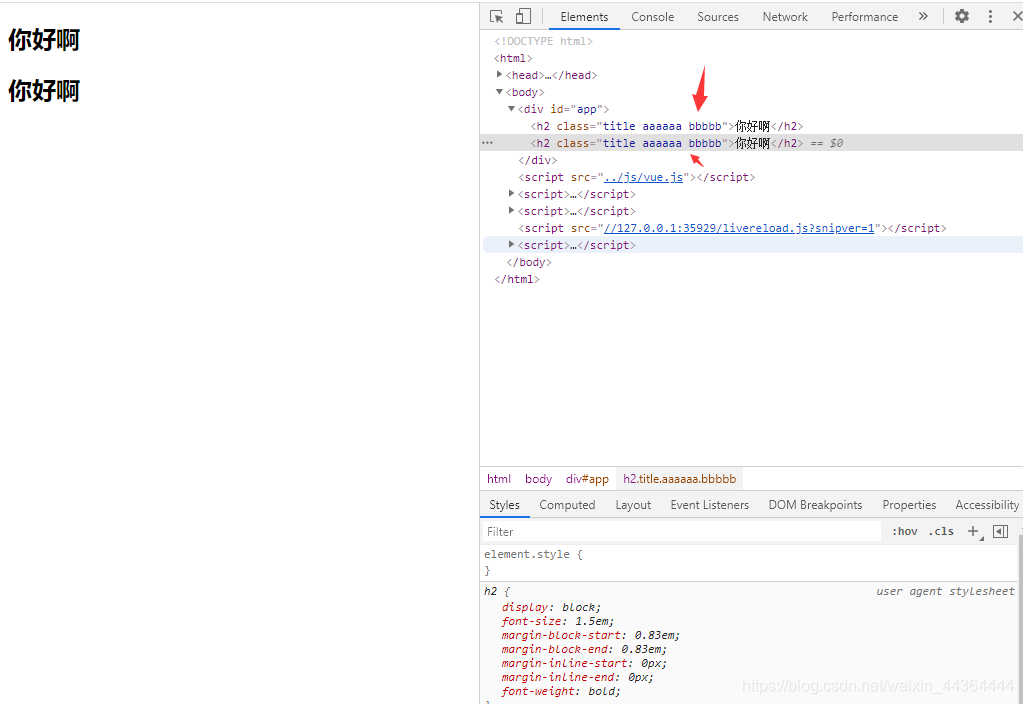 你好啊
你好啊
Elements Console Sources Network Performance »
<!DOCTYPE html>
<html>
<head>…</head>
<body>
<div id="app">
<h2 class="title aaaaaa bbbbb">你好啊</h2>
<h2 class="title aaaaaa bbbbb">你好啊</h2> == $0
</div>
<script src="../js/vue.js"></script>
<script>…</script>
<script>…</script>
<script src="//127.0.0.1:35929/livereload.js?snipver=1"></script>
<script>…</script>
</body>
</html>
html body div#app h2.title.aaaaaa.bbbbb
Styles Computed Layout Event Listeners DOM Breakpoints Properties Accessibility
Filter :hov .cls +
element.style {
}
h2 { user agent stylesheet
display: block;
font-size: 1.5em;
margin-block-start: 0.83em;
margin-block-end: 0.83em;
margin-inline-start: 0px;
margin-inline-end: 0px;
font-weight: bold;
https://blog.csdn.net/weixin_44364444